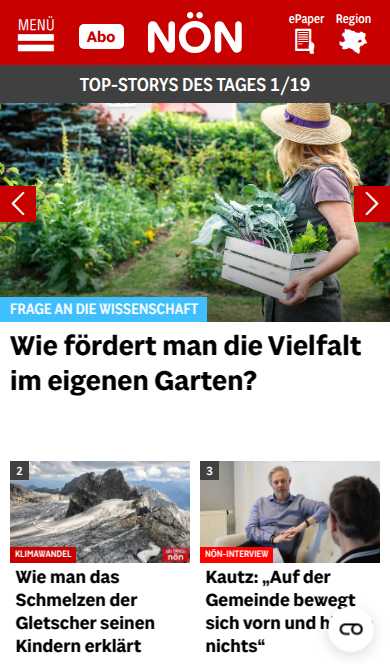 MENÜ
Abo
NÖN
ePaper
Region
TOP-STORYS DES TAGES 1/19
FRAGE AN DIE WISSENSCHAFT
Wie fördert man die Vielfalt
im eigenen Garten?
2
KLIMAWANDEL
nön
Wie man das
Schmelzen der
Gletscher seinen
Kindern erklärt
3
NÖN-INTERVIEW
Kautz: „Auf der
Gemeinde bewegt
sich vorn und
nichts“